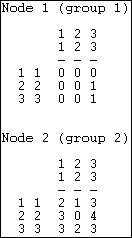 Node 1 (group 1)
1 2 3
1 2 3
— — —
1 1 0 0 0
2 2 0 0 1
3 3 0 0 1
Node 2 (group 2)
1 2 3
1 2 3
— — —
1 1 2 1 3
2 2 3 0 4
3 3 3 2 3